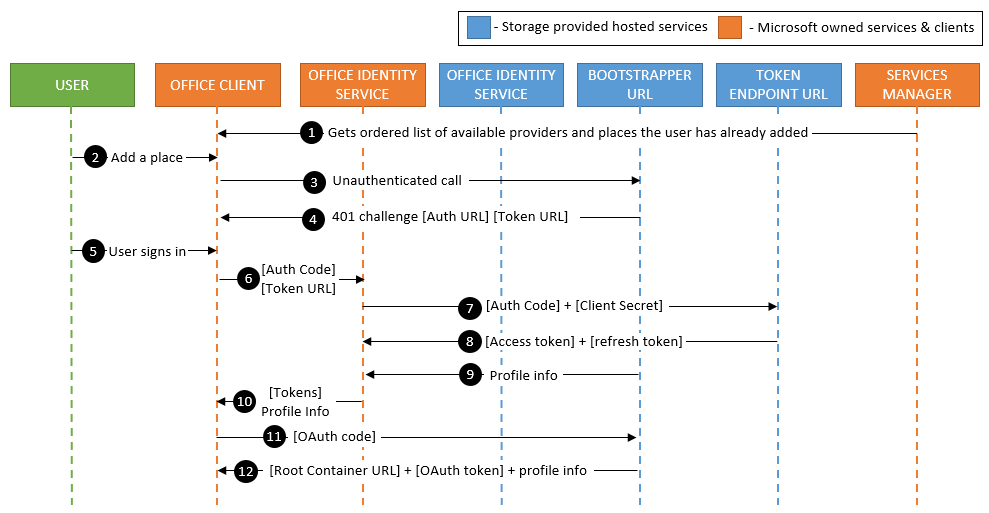 - Storage provided hosted services
- Microsoft owned services & clients
USER
OFFICE CLIENT
OFFICE IDENTITY
SERVICE
OFFICE IDENTITY
SERVICE
BOOTSTRAPPER
URL
TOKEN
ENDPOINT URL
SERVICES
MANAGER
1 Gets ordered list of available providers and places the user has already added
2 Add a place
3 Unauthenticated call
4 401 challenge [Auth URL] [Token URL]
5 User signs in
6 [Auth Code]
[Token URL]
7 [Auth Code] + [Client Secret]
8 [Access token] + [refresh token]
9 Profile info
10 [Tokens]
Profile Info
11 [OAuth code]
12 [Root Container URL] + [OAuth token] + profile info